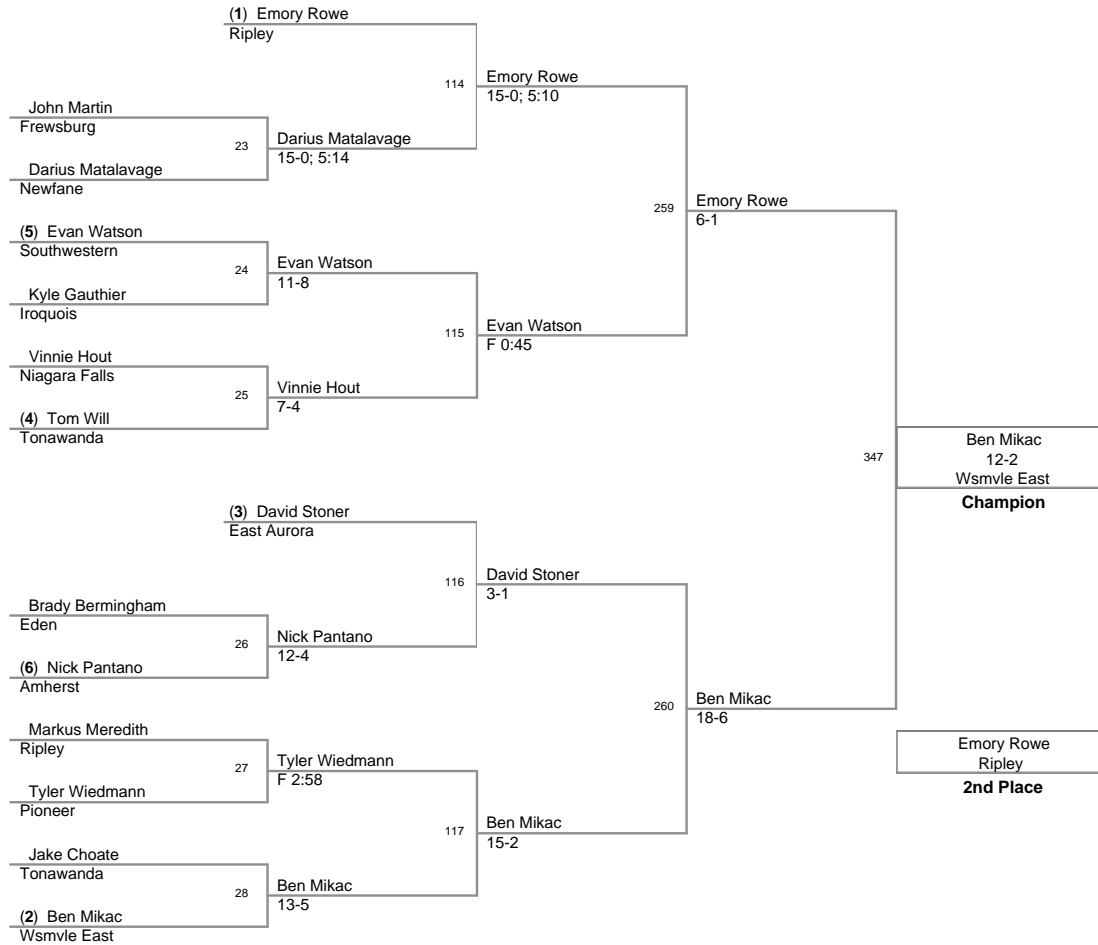 (1) Emory Rowe
Ripley
114
Emory Rowe
15-0; 5:10
John Martin
Frewsburg
23
Darius Matalavage
15-0; 5:14
Darius Matalavage
Newfane
259
Emory Rowe
6-1
(5) Evan Watson
Southwestern
24
Evan Watson
11-8
Kyle Gauthier
Iroquois
115
Evan Watson
F 0:45
Vinnie Hout
Niagara Falls
25
Vinnie Hout
7-4
(4) Tom Will
Tonawanda
347
Ben Mikac
12-2
Wsmvle East
Champion
(3) David Stoner
East Aurora
116
David Stoner
3-1
Brady Bermingham
Eden
26
Nick Pantano
12-4
(6) Nick Pantano
Amherst
260
Ben Mikac
18-6
Markus Meredith
Ripley
27
Tyler Wiedmann
F 2:58
Tyler Wiedmann
Pioneer
117
Ben Mikac
15-2
Jake Choate
Tonawanda
28
Ben Mikac
13-5
(2) Ben Mikac
Wsmvle East
Emory Rowe
Ripley
2nd Place